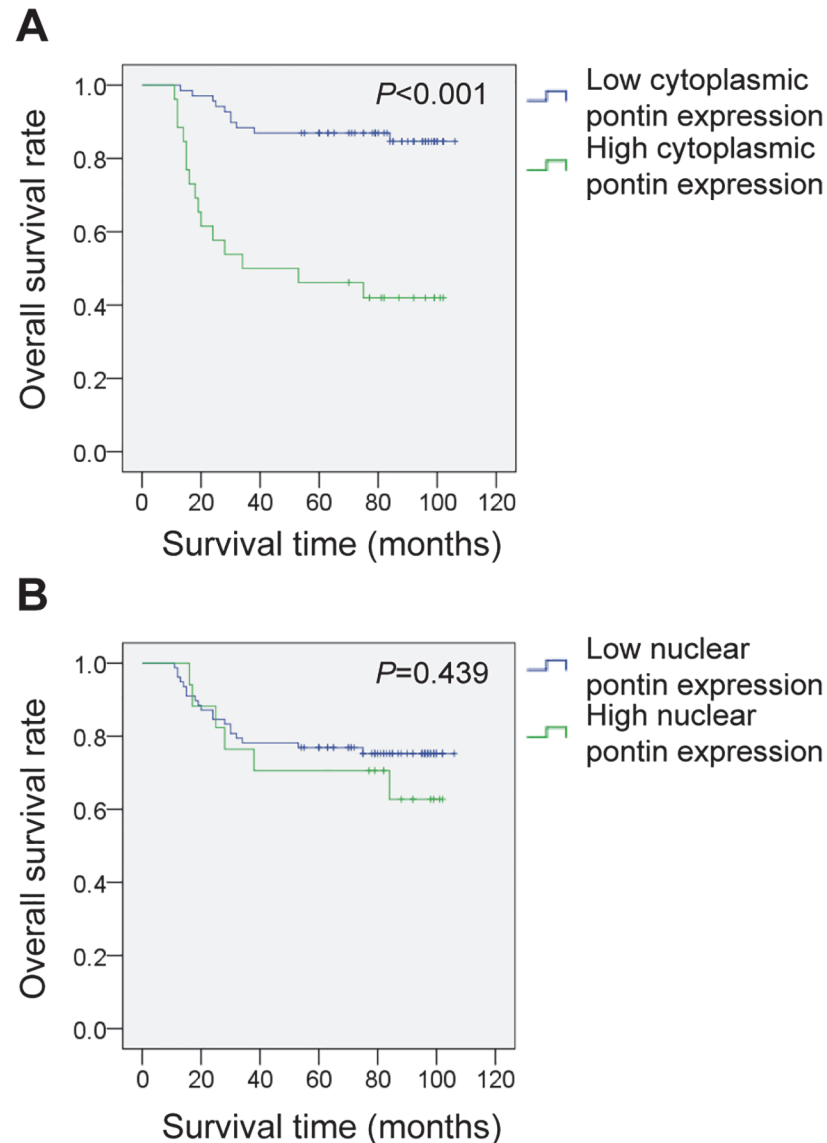 A
P<0.001
Low cytoplasmic
pontin expression
High cytoplasmic
pontin expression
Overall survival rate
1.0
0.8
0.6
0.4
0.2
0.0
0 20 40 60 80 100 120
Survival time (months)
B
P=0.439
Low nuclear
pontin expression
High nuclear
pontin expression
Overall survival rate
1.0
0.8
0.6
0.4
0.2
0.0
0 20 40 60 80 100 120
Survival time (months)